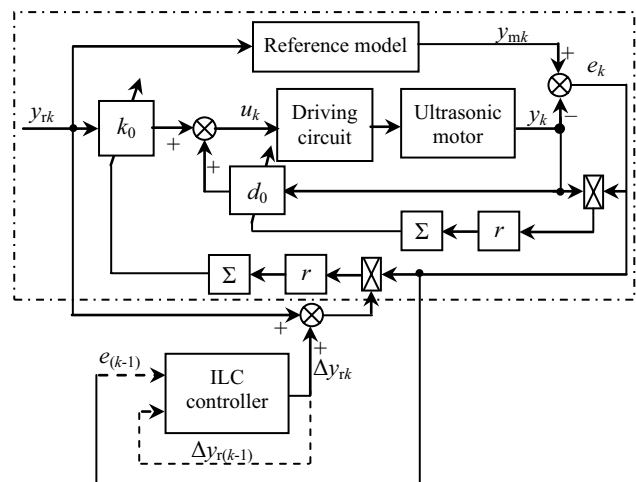 Reference model
y_mk
+
e_k
y_rk
k_0
+
u_k
Driving
circuit
Ultrasonic
motor
y_k
−
+
d_0
Σ
r
Σ
r
+
+
e_(k-1)
ILC
controller
Δy_rk
Δy_r(k-1)